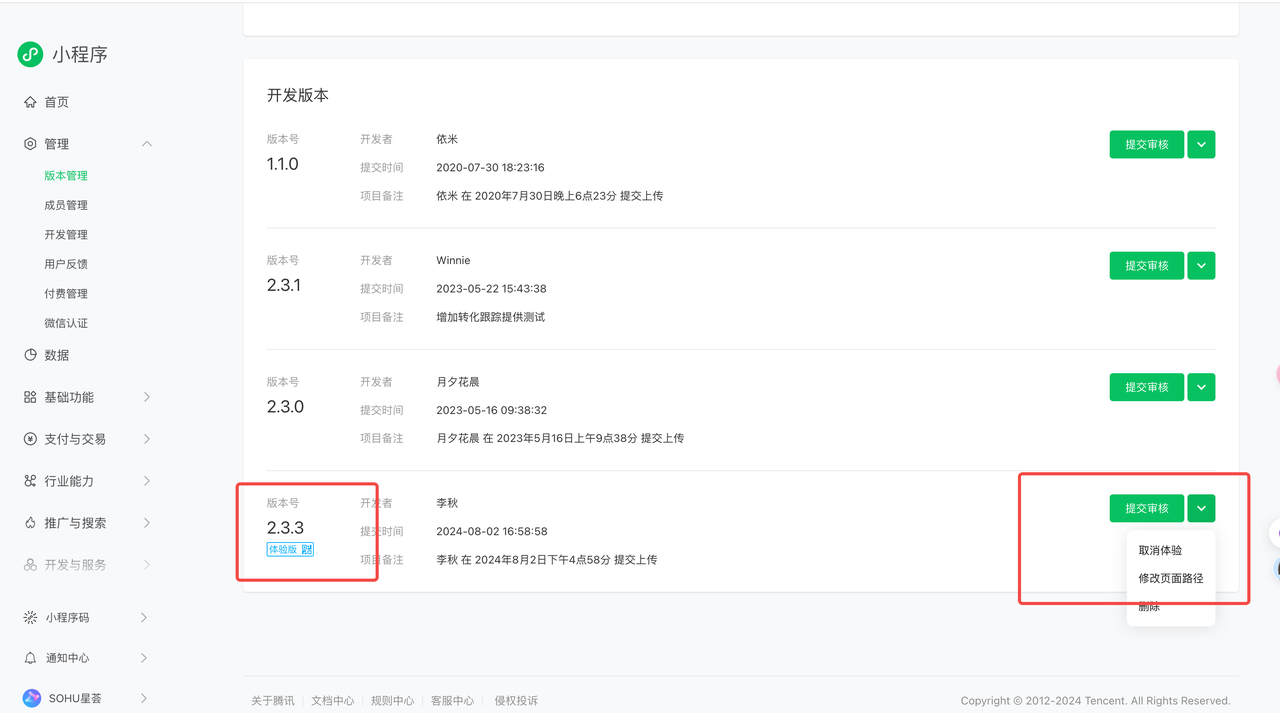 小程序
首页
管理
版本管理
成员管理
开发管理
用户反馈
付费管理
微信认证
数据
基础功能
支付与交易
行业能力
推广与搜索
开发与服务
小程序码
通知中心
SOHU星荟
开发版本
版本号 开发者 依米 提交审核
1.1.0 提交时间 2020-07-30 18:23:16
项目备注 依米 在 2020年7月30日晚上6点23分 提交上传
版本号 开发者 Winnie 提交审核
2.3.1 提交时间 2023-05-22 15:43:38
项目备注 增加转化跟踪提供测试
版本号 开发者 月夕花晨 提交审核
2.3.0 提交时间 2023-05-16 09:38:32
项目备注 月夕花晨 在 2023年5月16日上午9点38分 提交上传
版本号 开发者 李秋 提交审核
2.3.3 提交时间 2024-08-02 16:58:58
体验版 项目备注 李秋 在 2024年8月2日下午4点58分 提交上传
取消体验
修改页面路径
删除
关于腾讯 文档中心 规则中心 客服中心 侵权投诉 Copyright © 2012-2024 Tencent. All Rights Reserved.